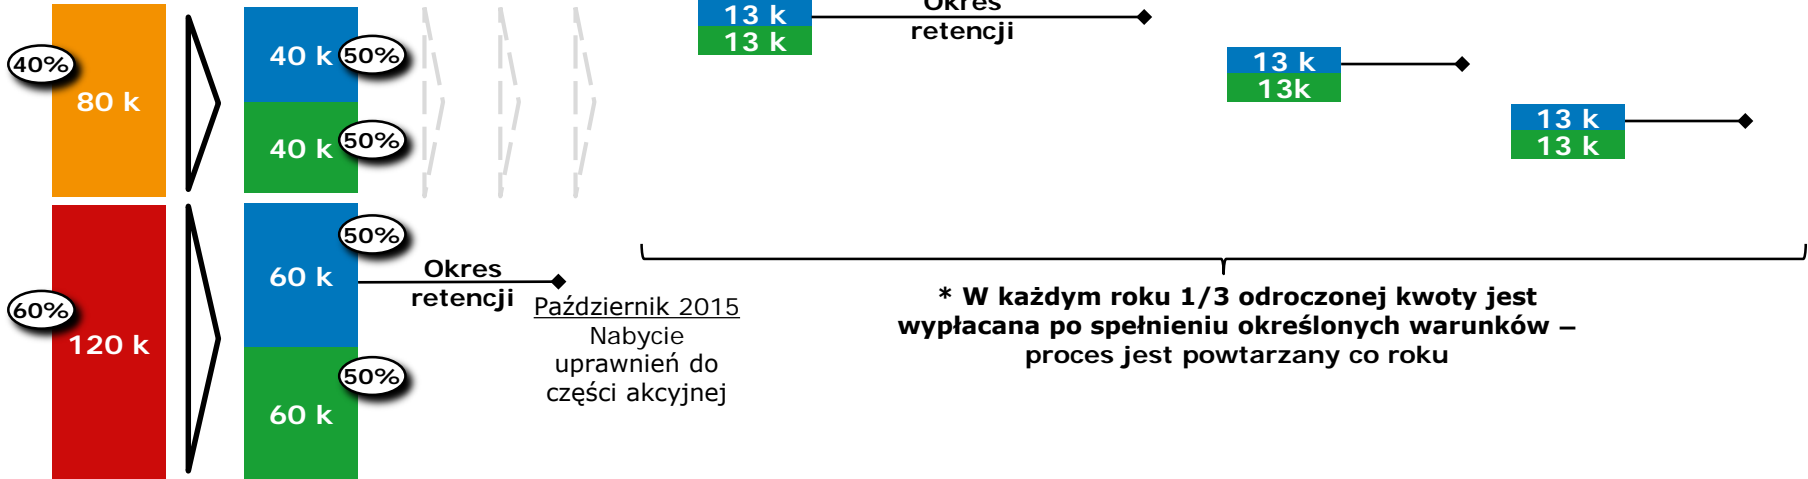 40%
80 k
40 k
50%
40 k
50%
13 k
13 k
Okres
retencji
13 k
13k
13 k
13 k
60%
120 k
60 k
50%
60 k
50%
Okres
retencji
Październik 2015
Nabycie
uprawnień do
części akcyjnej
* W każdym roku 1/3 odroczonej kwoty jest
wypłacana po spełnieniu określonych warunków –
proces jest powtarzany co roku